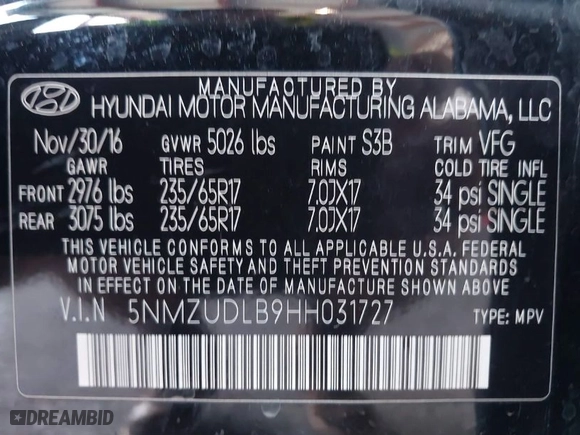 MANUFACTURED BY
HYUNDAI MOTOR MANUFACTURING ALABAMA, LLC
Nov/30/16 GVWR 5026 lbs PAINT S3B TRIM VFG
GAWR TIRES RIMS COLD TIRE INFL
FRONT 2976 lbs 235/65R17 7.0JX17 34 psi SINGLE
REAR 3075 lbs 235/65R17 7.0JX17 34 psi SINGLE
THIS VEHICLE CONFORMS TO ALL APPLICABLE U.S.A. FEDERAL
MOTOR VEHICLE SAFETY AND THEFT PREVENTION STANDARDS
IN EFFECT ON THE DATE OF MANUFACTURE SHOWN ABOVE.
V.I.N 5NMZUDLB9HH031727 TYPE: MPV
DREAMBID